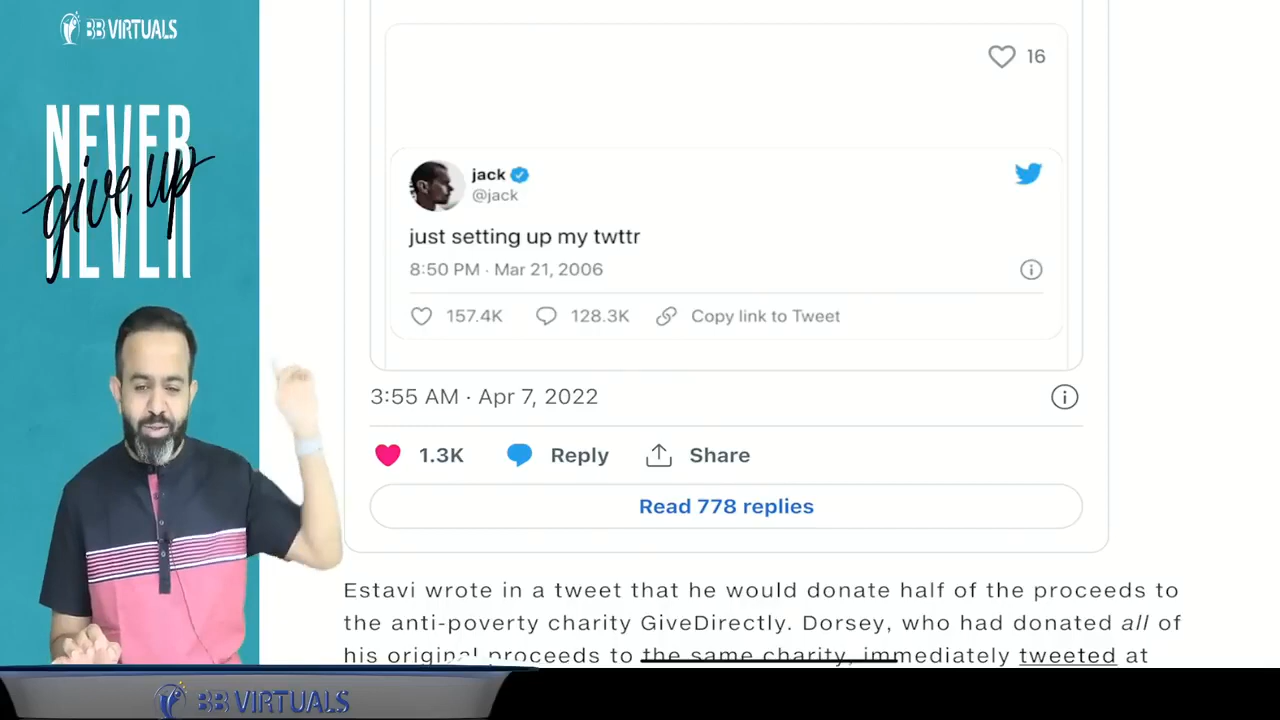 BB VIRTUALS
NEVER
give up
NEVER
16
jack
@jack
just setting up my twttr
8:50 PM · Mar 21, 2006
157.4K 128.3K Copy link to Tweet
3:55 AM · Apr 7, 2022
1.3K Reply Share
Read 778 replies
Estavi wrote in a tweet that he would donate half of the proceeds to
the anti-poverty charity GiveDirectly. Dorsey, who had donated all of
his original proceeds to the same charity, immediately tweeted at
BB VIRTUALS